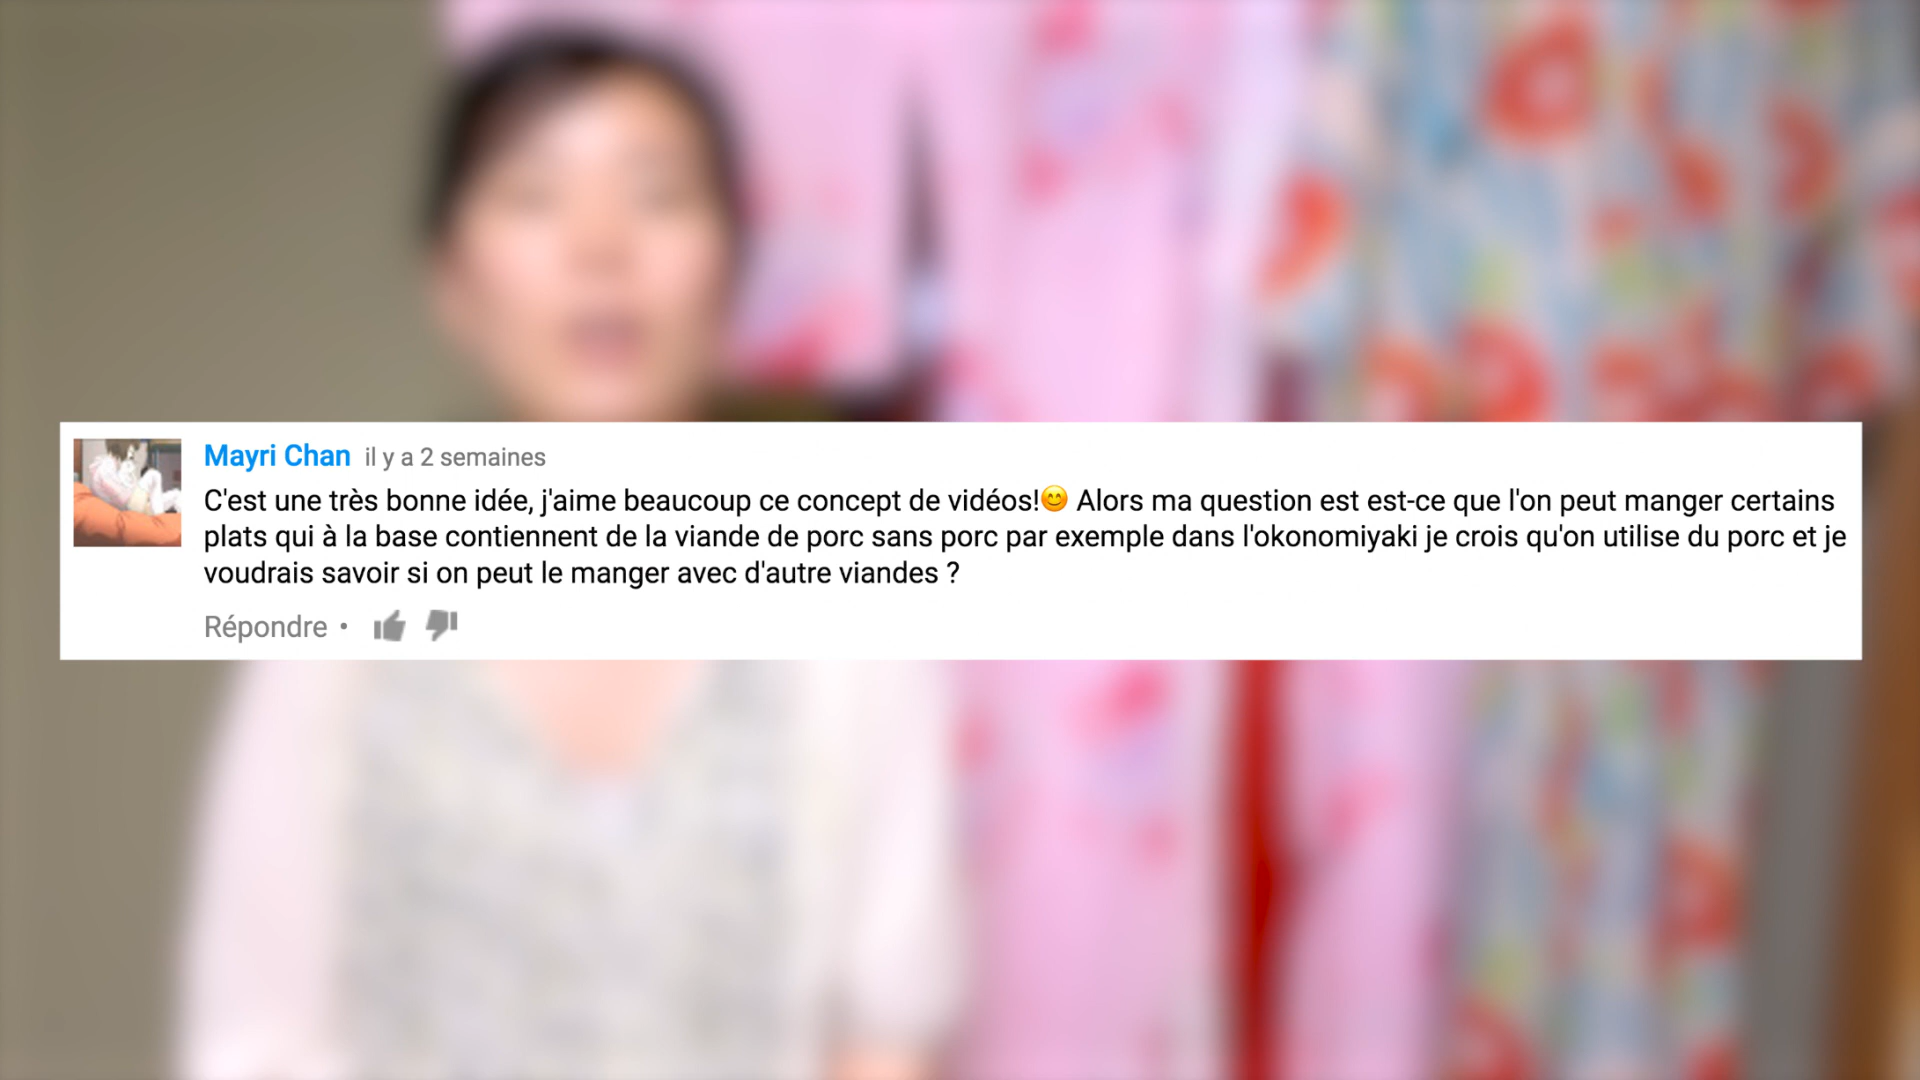 Mayri Chan il y a 2 semaines
C'est une très bonne idée, j'aime beaucoup ce concept de vidéos!😊 Alors ma question est est-ce que l'on peut manger certains
plats qui à la base contiennent de la viande de porc sans porc par exemple dans l'okonomiyaki je crois qu'on utilise du porc et je
voudrais savoir si on peut le manger avec d'autre viandes ?
Répondre •